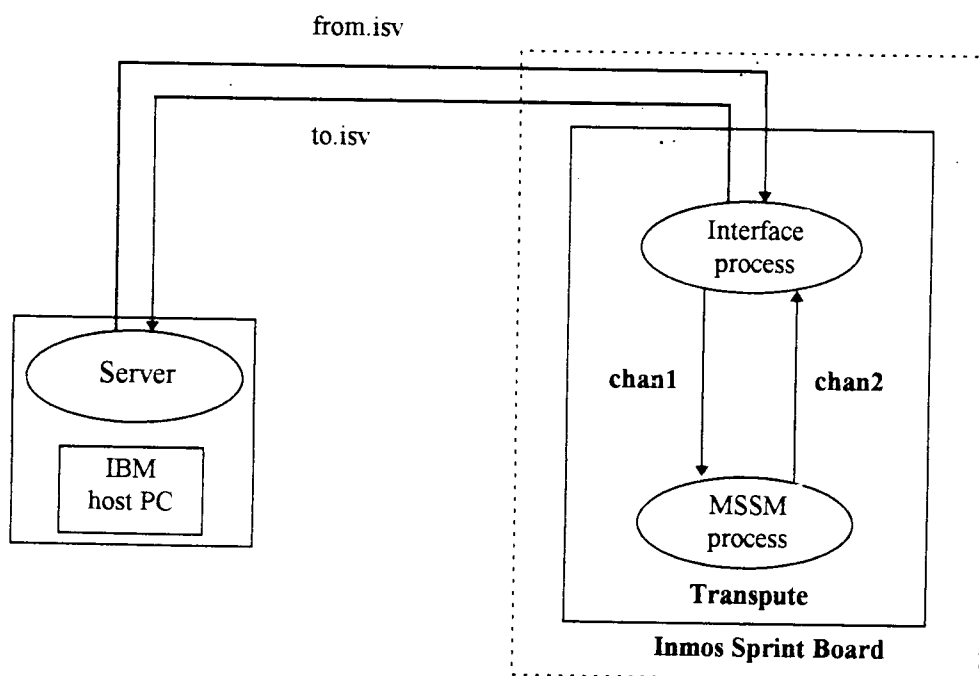 from.isv
to.isv
Interface
process
Server
chan1
chan2
IBM
host PC
MSSM
process
Transpute
Inmos Sprint Board